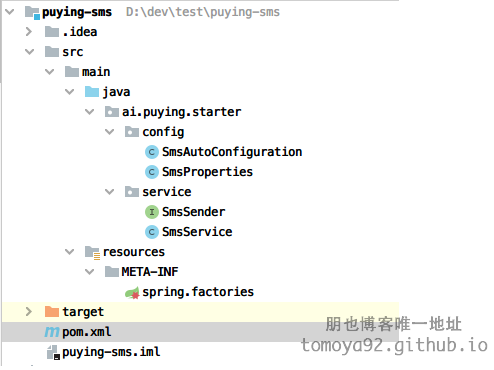 puying-sms D:\dev\test\puying-sms
.idea
src
main
java
ai.puying.starter
config
SmsAutoConfiguration
SmsProperties
service
SmsSender
SmsService
resources
META-INF
spring.factories
target
pom.xml
puying-sms.iml
朋也博客唯一地址
tomoya92.github.io